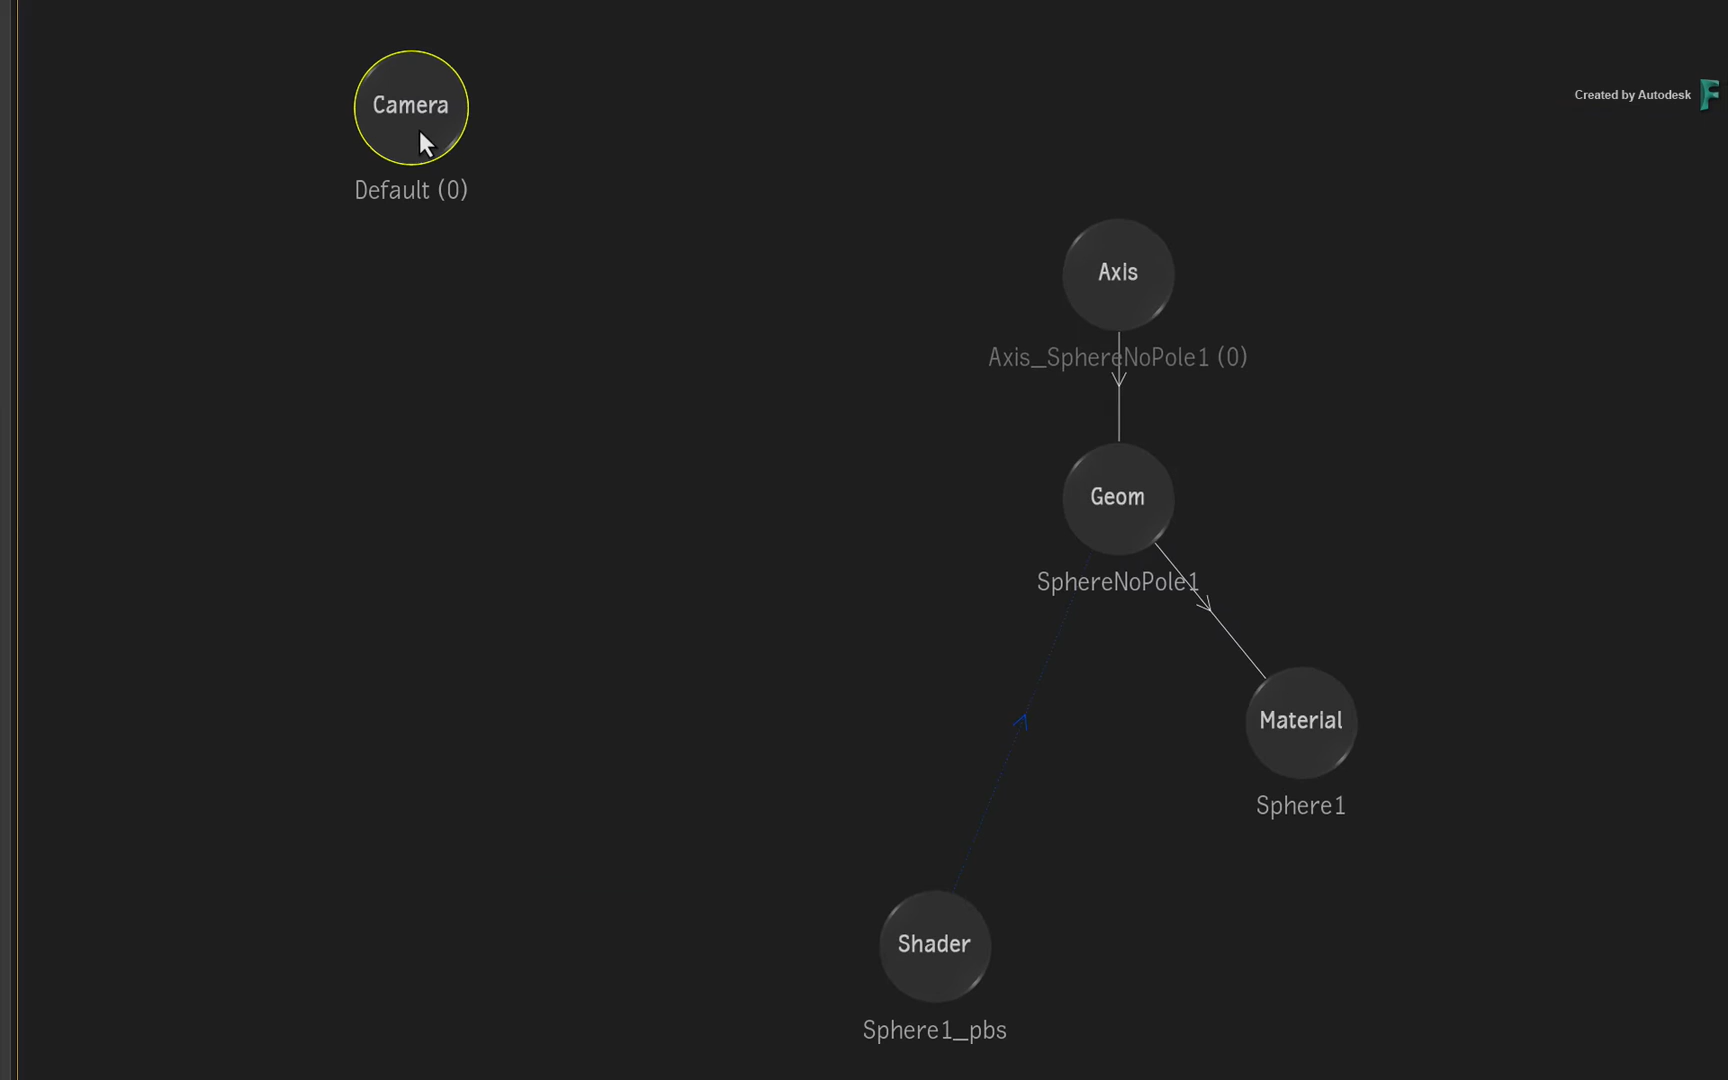 Camera
Default (0)
Created by Autodesk
Axis
Axis_SphereNoPole1 (0)
Geom
SphereNoPole1
Material
Sphere1
Shader
Sphere1_pbs